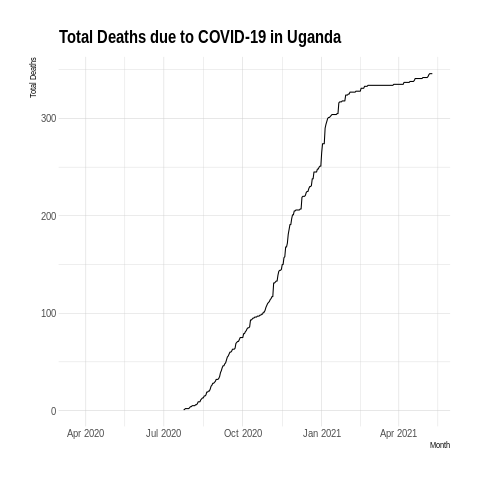 Total Deaths due to COVID-19 in Uganda
Total Deaths
300
200
100
0
Apr 2020
Jul 2020
Oct 2020
Jan 2021
Apr 2021
Month